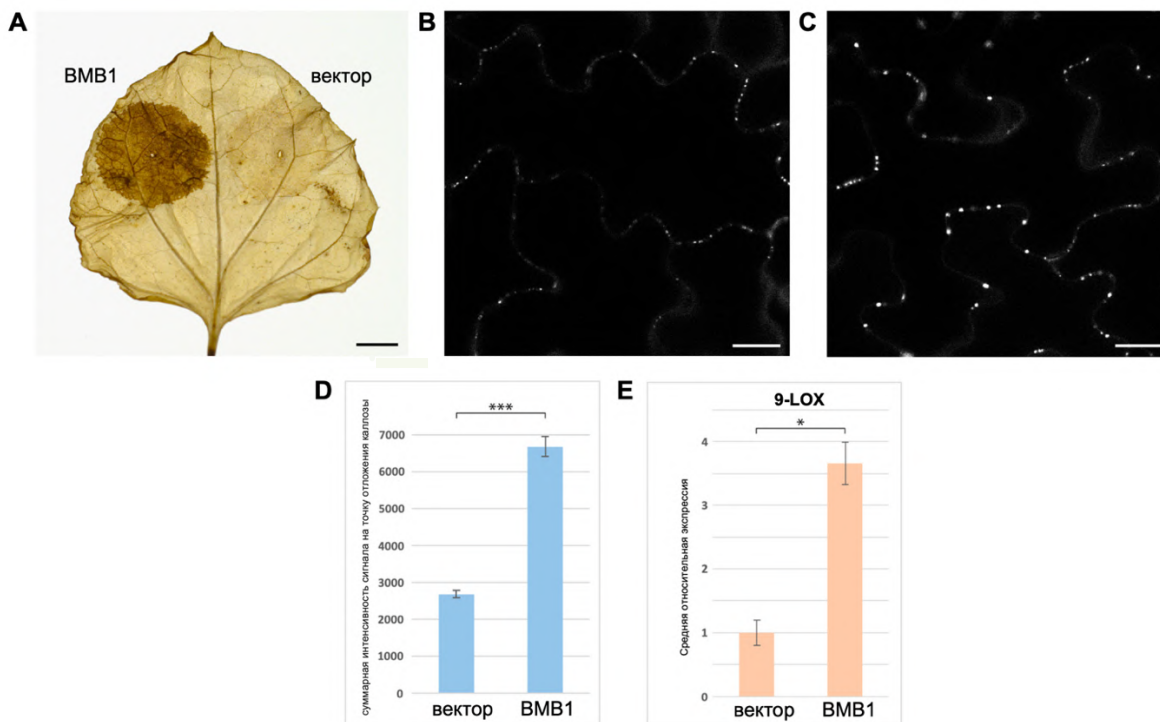 A
BMB1
вектор
B
C
D
суммарная интенсивность сигнала на точку отложения каллозы
***
7000
6000
5000
4000
3000
2000
1000
0
вектор
BMB1
E
9-LOX
Средняя относительная экспрессия
*
4
3
2
1
0
вектор
BMB1